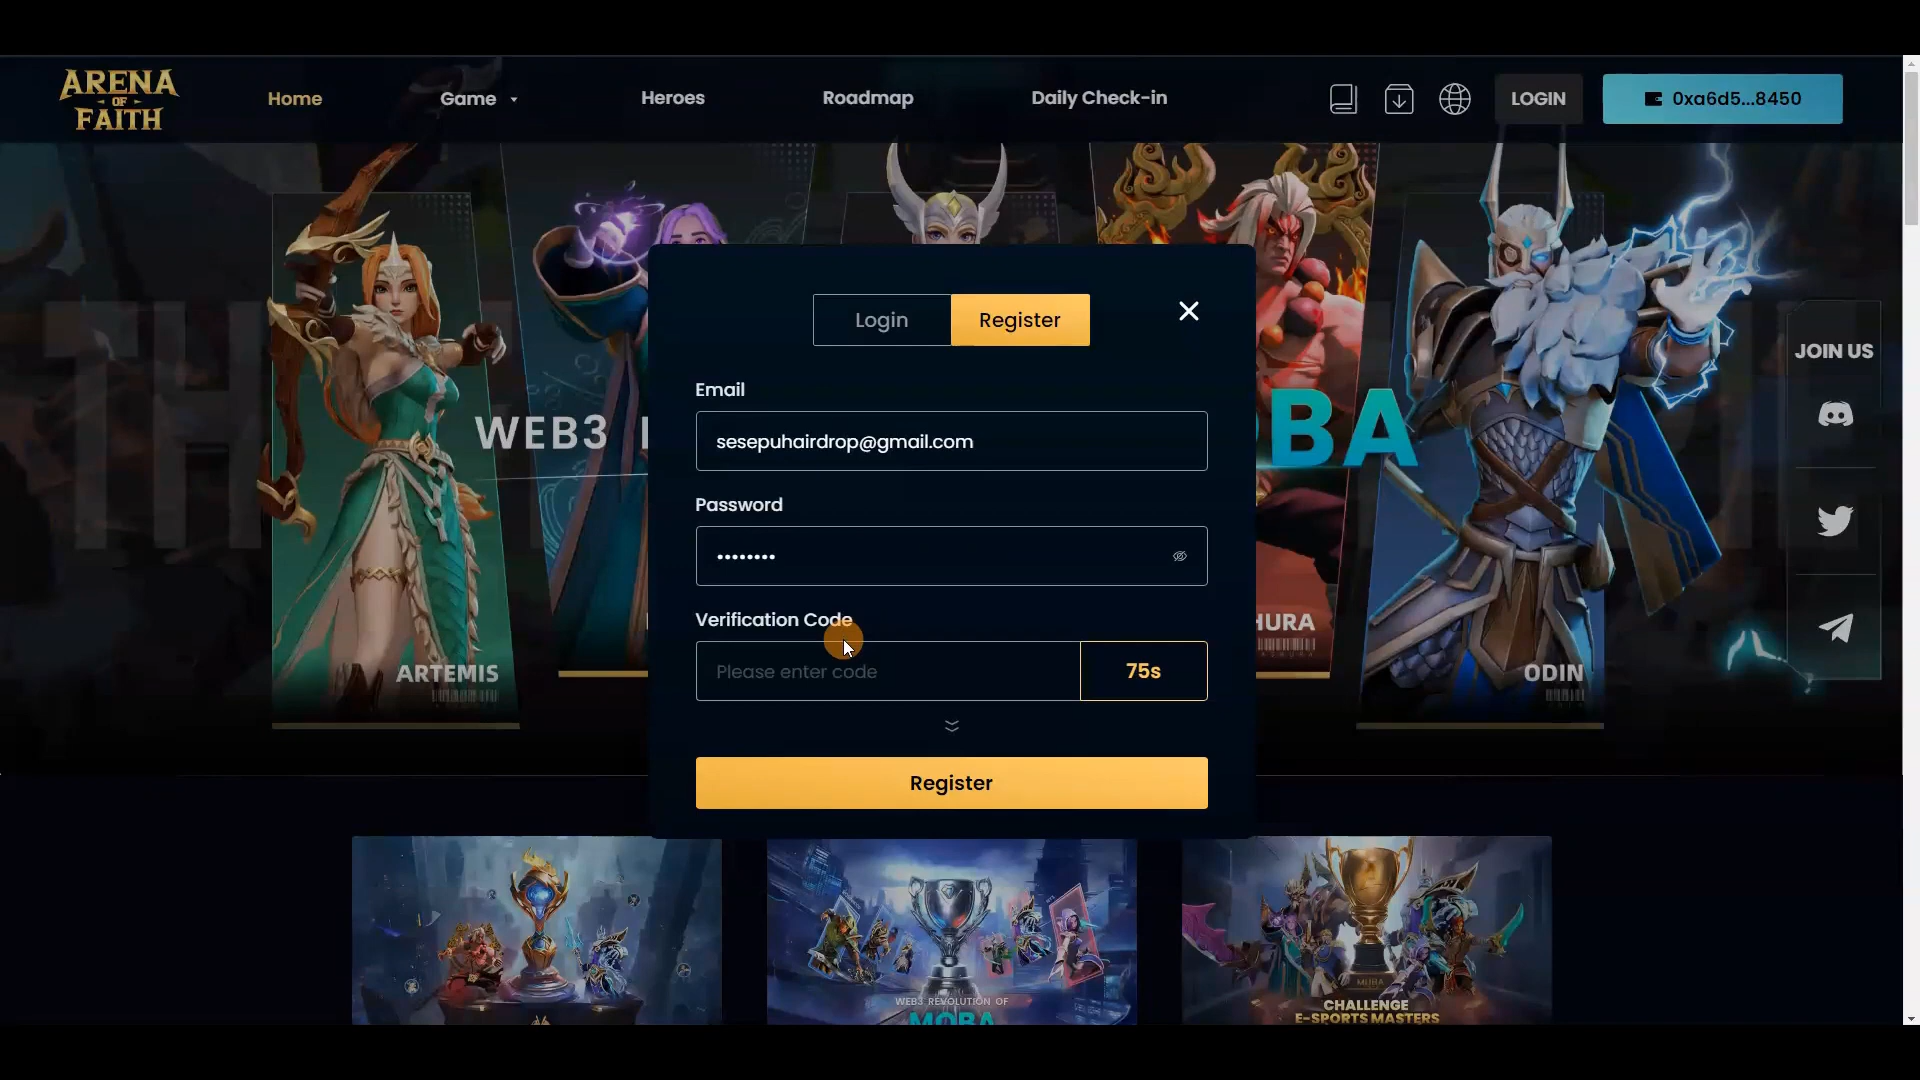 ARENA
OF
FAITH
Home
Game
Heroes
Roadmap
Daily Check-in
LOGIN
0xa6d5...8450
Login
Register
Email
sesepuhairdrop@gmail.com
Password
Verification Code
Please enter code
75s
Register
WEB3
BA
ARTEMIS
HURA
ODIN
JOIN US
WEB3 REVOLUTION OF
MOBA
MOBA
CHALLENGE
E-SPORTS MASTERS